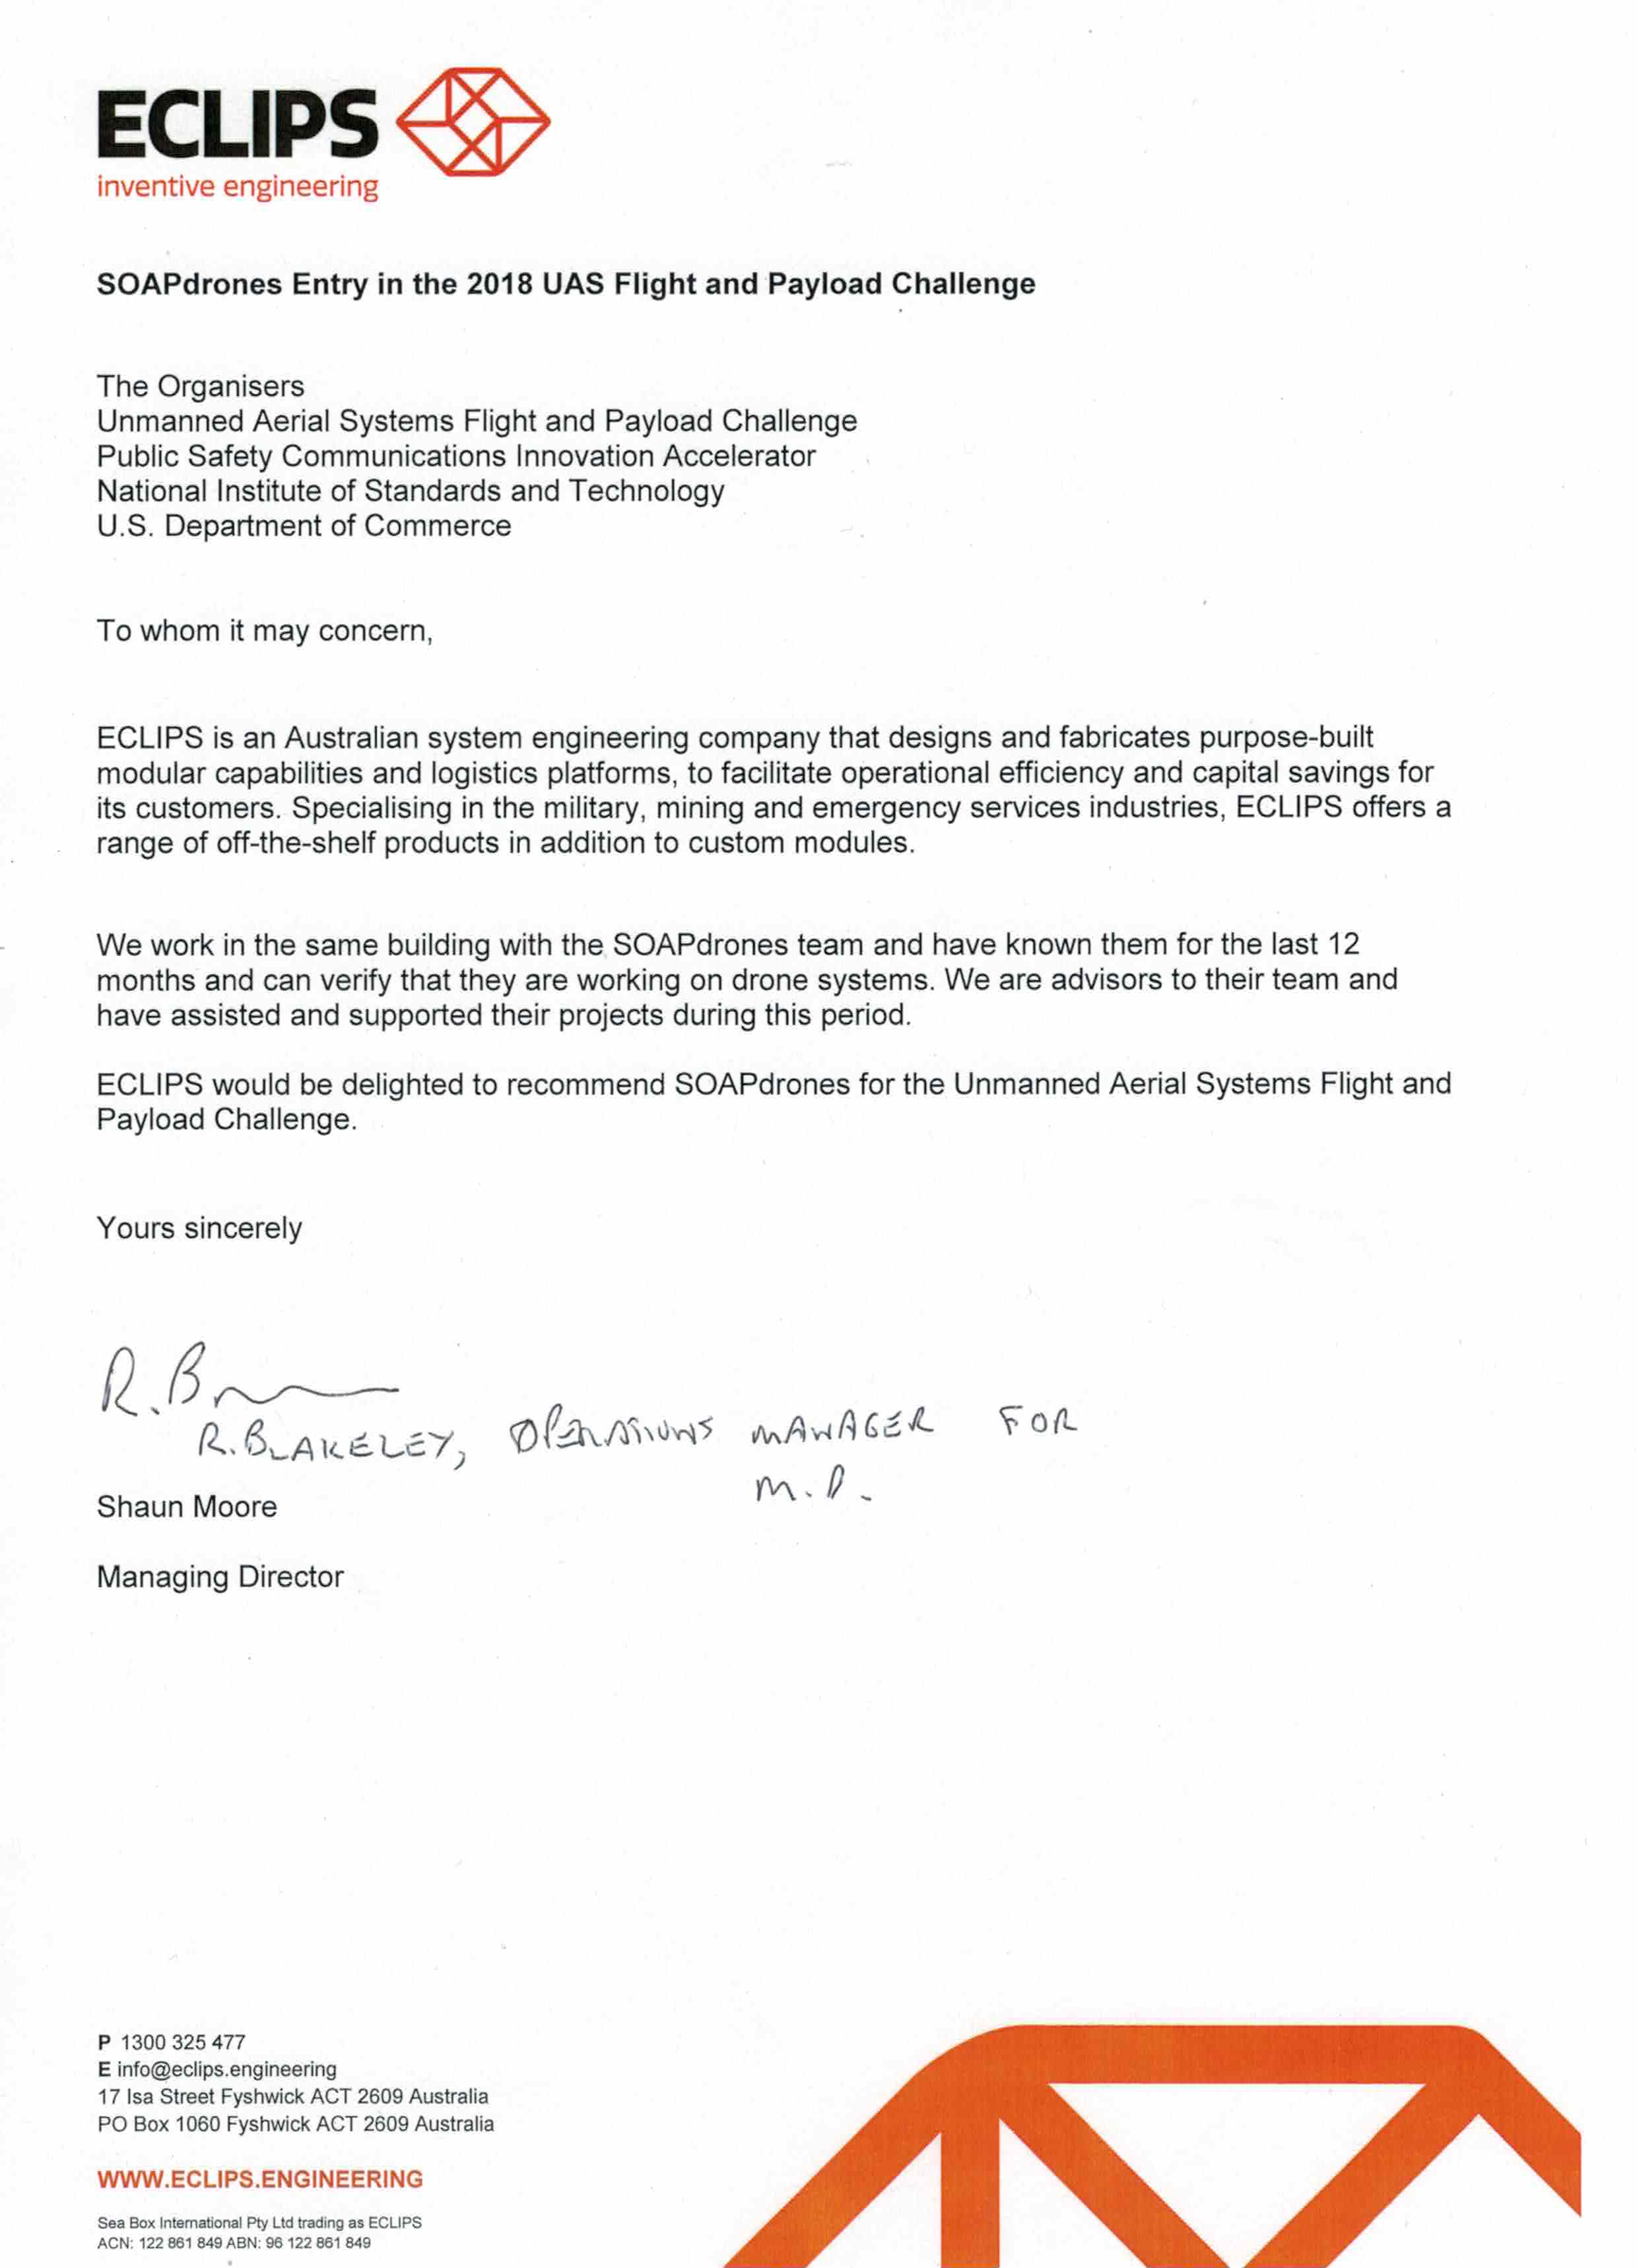 ECLIPS
inventive engineering
SOAPdrones Entry in the 2018 UAS Flight and Payload Challenge
The Organisers
Unmanned Aerial Systems Flight and Payload Challenge
Public Safety Communications Innovation Accelerator
National Institute of Standards and Technology
U.S. Department of Commerce
To whom it may concern,
ECLIPS is an Australian system engineering company that designs and fabricates purpose-built
modular capabilities and logistics platforms, to facilitate operational efficiency and capital savings for
its customers. Specialising in the military, mining and emergency services industries, ECLIPS offers a
range of off-the-shelf products in addition to custom modules.
We work in the same building with the SOAPdrones team and have known them for the last 12
months and can verify that they are working on drone systems. We are advisors to their team and
have assisted and supported their projects during this period.
ECLIPS would be delighted to recommend SOAPdrones for the Unmanned Aerial Systems Flight and
Payload Challenge.
Yours sincerely
R.B
R. BLAKELEY, OPERATIONS MANAGER FOR
M.D.
Shaun Moore
Managing Director
P 1300 325 477
E info@eclips.engineering
17 Isa Street Fyshwick ACT 2609 Australia
PO Box 1060 Fyshwick ACT 2609 Australia
WWW.ECLIPS.ENGINEERING
Sea Box International Pty Ltd trading as ECLIPS
ACN: 122 861 849 ABN: 96 122 861 849